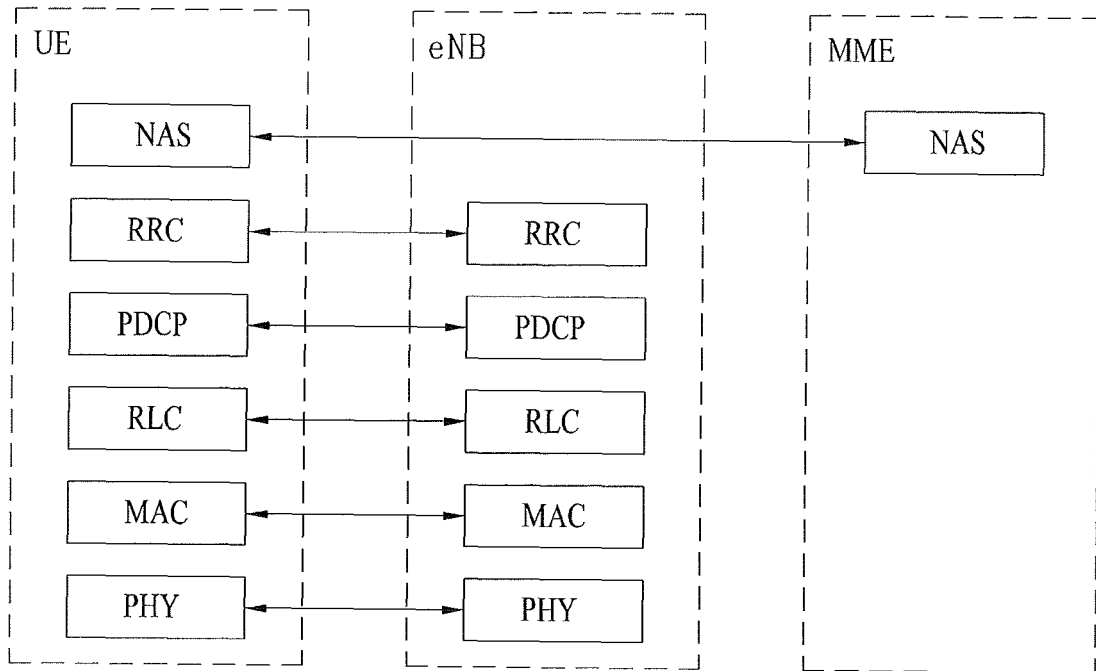 UE
eNB
MME
NAS
NAS
RRC
RRC
PDCP
PDCP
RLC
RLC
MAC
MAC
PHY
PHY